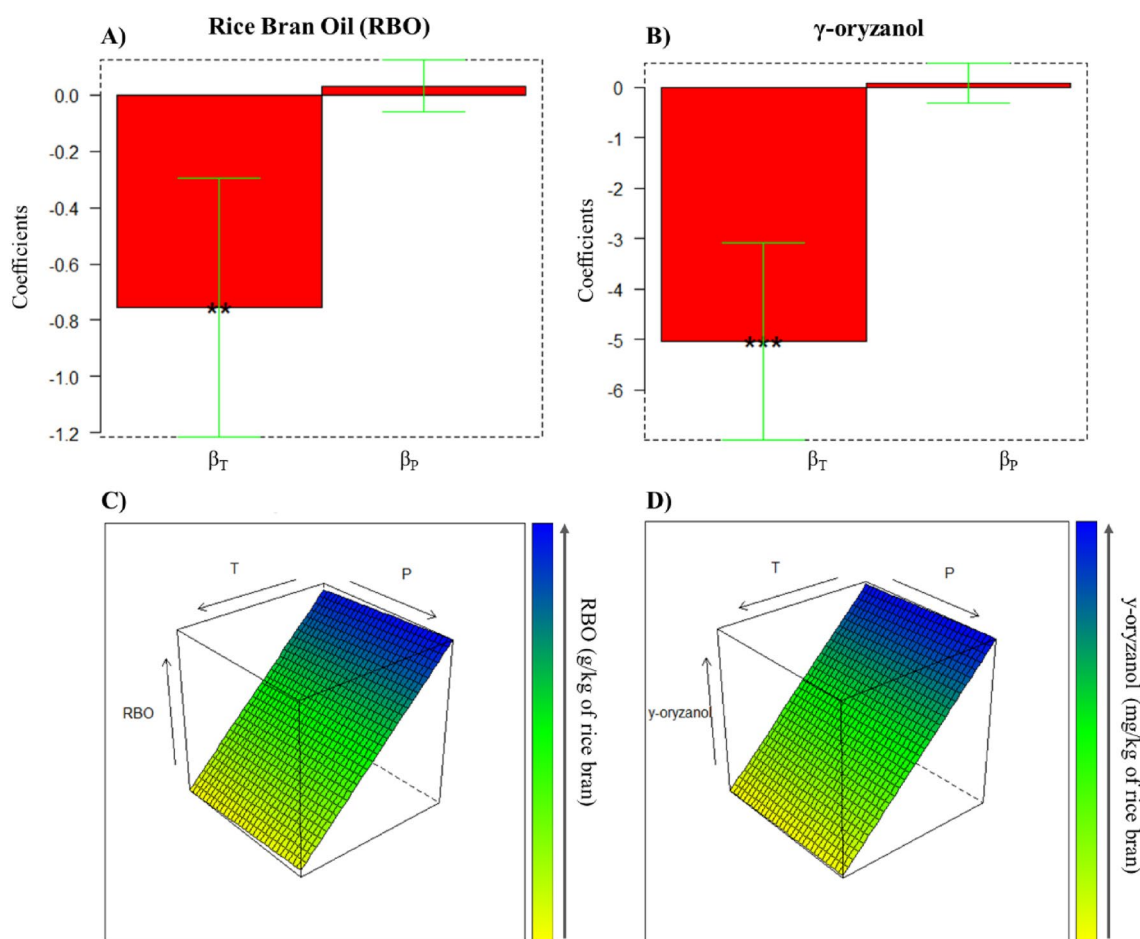 A)
Rice Bran Oil (RBO)
0.0
-0.2
-0.4
-0.6
-0.8
-1.0
-1.2
Coefficients
**
βT
βP
B)
γ-oryzanol
0
-1
-2
-3
-4
-5
-6
Coefficients
***
βT
βP
C)
T
P
RBO
RBO (g/kg of rice bran)
D)
T
P
y-oryzanol
y-oryzanol (mg/kg of rice bran)